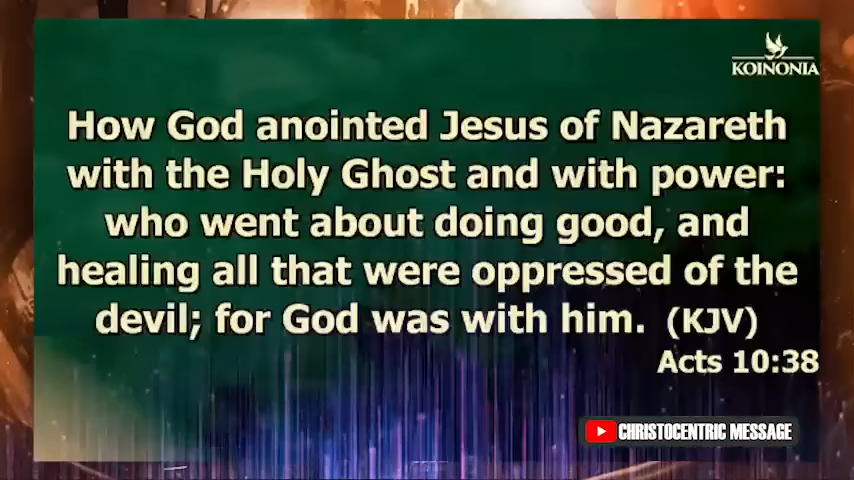 KOINONIA
How God anointed Jesus of Nazareth
with the Holy Ghost and with power:
who went about doing good, and
healing all that were oppressed of the
devil; for God was with him. (KJV)
Acts 10:38
CHRISTOCENTRIC MESSAGE